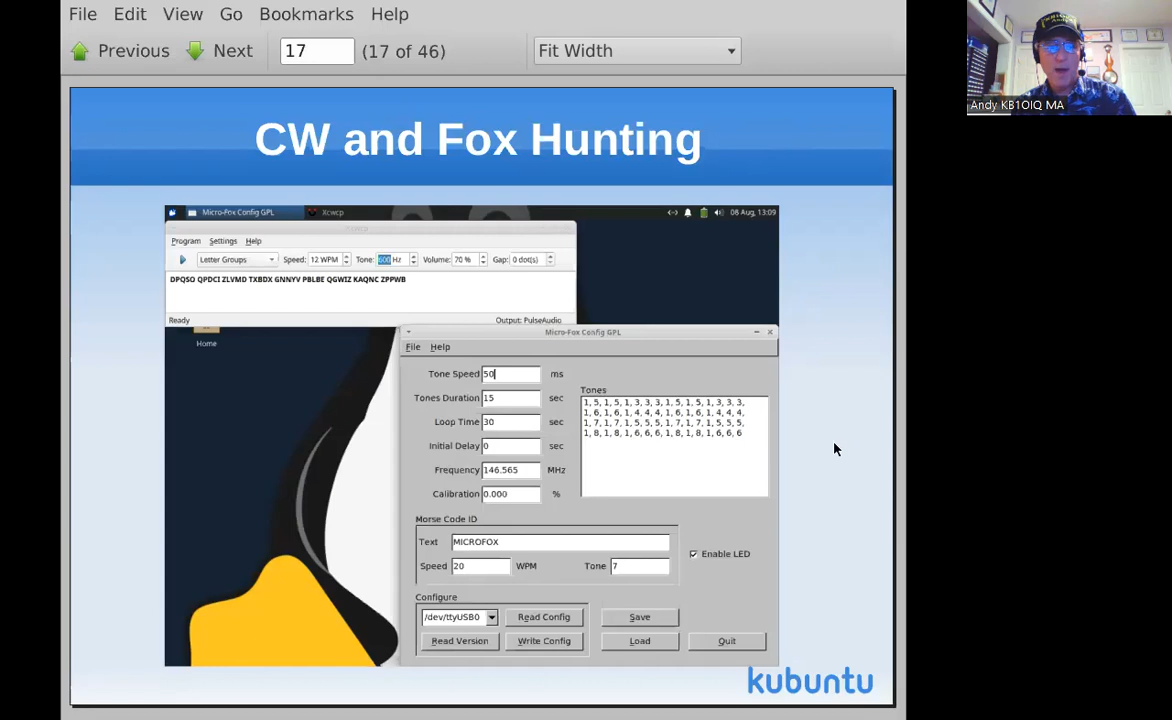 File Edit View Go Bookmarks Help
Previous Next 17 (17 of 46) Fit Width
Andy KB1OIQ MA
CW and Fox Hunting
Micro-Fox Config GPL Xcwcp 08 Aug, 13:09
Program Settings Help
Letter Groups Speed: 12 WPM Tone: 600 Hz Volume: 70 % Gap: 0 dot(s)
DPQSO QPDCI ZLVMD TXBDX GNNYV PBLBE QGWIZ KAQNC ZPPWB
Ready Output: PulseAudio
Home
Micro-Fox Config GPL
File Help
Tone Speed 50 ms
Tones Duration 15 sec
Loop Time 30 sec
Initial Delay 0 sec
Frequency 146.565 MHz
Calibration 0.000 %
Tones
1, 5, 1, 5, 1, 3, 3, 3, 1, 5, 1, 5, 1, 3, 3, 3,
1, 6, 1, 6, 1, 4, 4, 4, 1, 6, 1, 6, 1, 4, 4, 4,
1, 7, 1, 7, 1, 5, 5, 5, 1, 7, 1, 7, 1, 5, 5, 5,
1, 8, 1, 8, 1, 6, 6, 6, 1, 8, 1, 8, 1, 6, 6, 6
Morse Code ID
Text MICROFOX
Speed 20 WPM Tone 7
Enable LED
Configure
/dev/ttyUSB0 Read Config Save
Read Version Write Config Load Quit
kubuntu